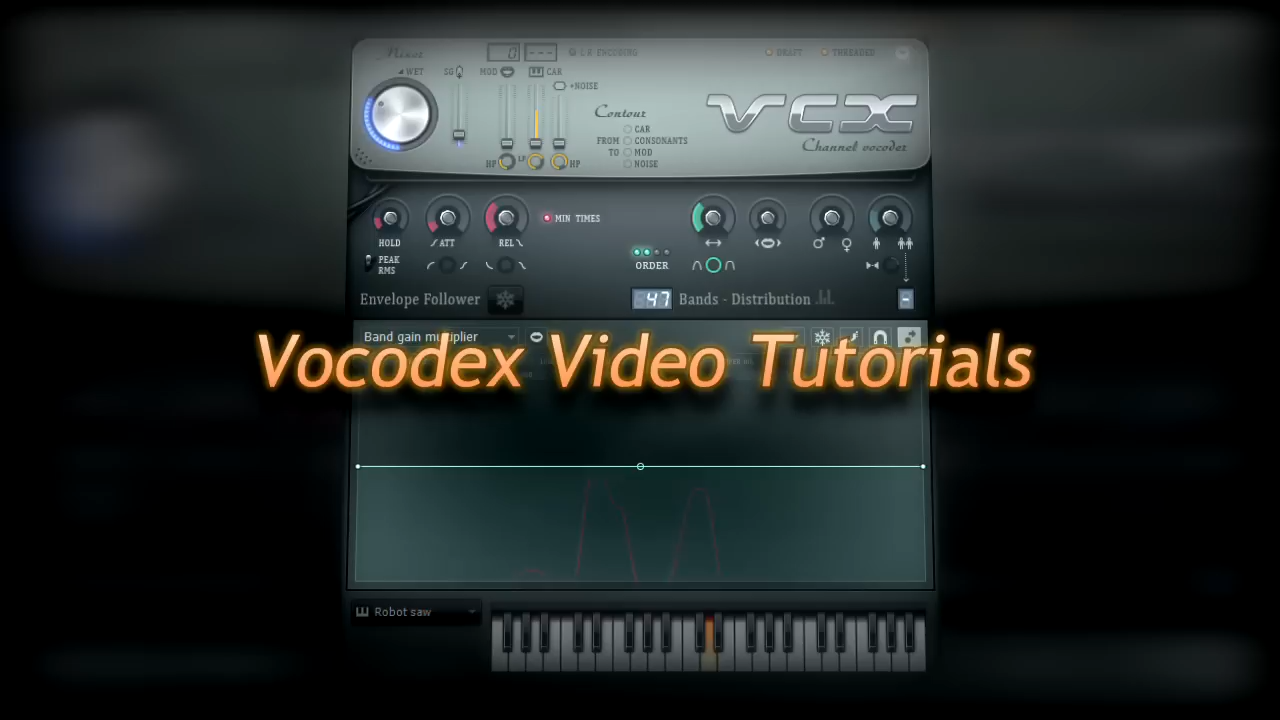 Mixer
0
---
L R ENCODING
DRAFT
THREADED
WET
SG
MOD
CAR
+NOISE
Contour
CAR
FROM
CONSONANTS
TO
MOD
NOISE
HP
LP
HP
VCX
Channel vocoder
HOLD
ATT
REL
MIN TIMES
PEAK
RMS
ORDER
Envelope Follower
47
Bands - Distribution
Band gain multiplier
Vocodex Video Tutorials
Robot saw